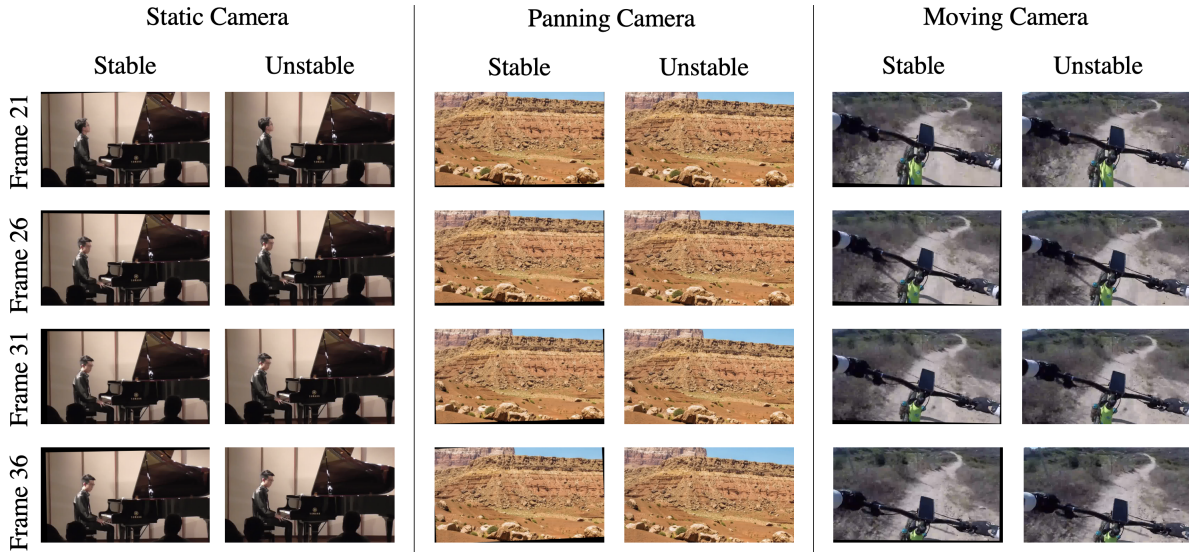 Static Camera
Panning Camera
Moving Camera
Stable
Unstable
Stable
Unstable
Stable
Unstable
Frame 21
Frame 26
Frame 31
Frame 36